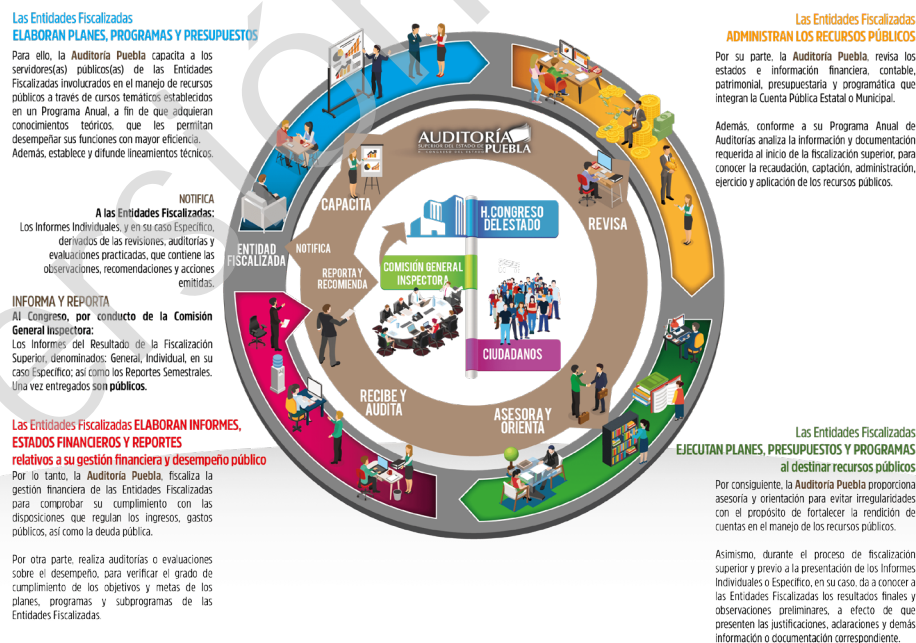 Las Entidades Fiscalizadas
ELABORAN PLANES, PROGRAMAS Y PRESUPUESTOS
Para ello, la Auditoría Puebla capacita a los
servidores(as) públicos(as) de las Entidades
Fiscalizadas involucrados en el manejo de recursos
públicos a través de cursos temáticos establecidos
en un Programa Anual, a fin de que adquieran
conocimientos teóricos, que les permitan
desempeñar sus funciones con mayor eficiencia.
Además, establece y difunde lineamientos técnicos.
NOTIFICA
A las Entidades Fiscalizadas:
Los Informes Individuales, y en su caso Específico,
derivados de las revisiones, auditorías y
evaluaciones practicadas, que contiene las
observaciones, recomendaciones y acciones
emitidas.
INFORMA Y REPORTA
Al Congreso, por conducto de la Comisión
General Inspectora:
Los Informes del Resultado de la Fiscalización
Superior, denominados: General, Individual, en su
caso Específico; así como los Reportes Semestrales.
Una vez entregados son públicos.
Las Entidades Fiscalizadas ELABORAN INFORMES,
ESTADOS FINANCIEROS Y REPORTES
relativos a su gestión financiera y desempeño público
Por lo tanto, la Auditoría Puebla, fiscaliza la
gestión financiera de las Entidades Fiscalizadas
para comprobar su cumplimiento con las
disposiciones que regulan los ingresos, gastos
públicos, así como la deuda pública.
Por otra parte, realiza auditorías o evaluaciones
sobre el desempeño, para verificar el grado de
cumplimiento de los objetivos y metas de los
planes, programas y subprogramas de las
Entidades Fiscalizadas.
AUDITORÍA
SUPERIOR DEL ESTADO DE
PUEBLA
H. CONGRESO DEL ESTADO
CAPACITA
H. CONGRESO
DEL ESTADO
REVISA
ENTIDAD
FISCALIZADA
NOTIFICA
REPORTA Y
RECOMIENDA
COMISIÓN GENERAL
INSPECTORA
CIUDADANOS
RECIBE Y
AUDITA
ASESORA Y
ORIENTA
Las Entidades Fiscalizadas
ADMINISTRAN LOS RECURSOS PÚBLICOS
Por su parte, la Auditoría Puebla, revisa los
estados e información financiera, contable,
patrimonial, presupuestaria y programática que
integran la Cuenta Pública Estatal o Municipal.
Además, conforme a su Programa Anual de
Auditorías analiza la información y documentación
requerida al inicio de la fiscalización superior, para
conocer la recaudación, captación, administración,
ejercicio y aplicación de los recursos públicos.
Las Entidades Fiscalizadas
EJECUTAN PLANES, PRESUPUESTOS Y PROGRAMAS
al destinar recursos públicos
Por consiguiente, la Auditoría Puebla proporciona
asesoría y orientación para evitar irregularidades
con el propósito de fortalecer la rendición de
cuentas en el manejo de los recursos públicos.
Asimismo, durante el proceso de fiscalización
superior y previo a la presentación de los Informes
Individuales o Específico, en su caso, da a conocer a
las Entidades Fiscalizadas los resultados finales y
observaciones preliminares, a efecto de que
presenten las justificaciones, aclaraciones y demás
información o documentación correspondiente.